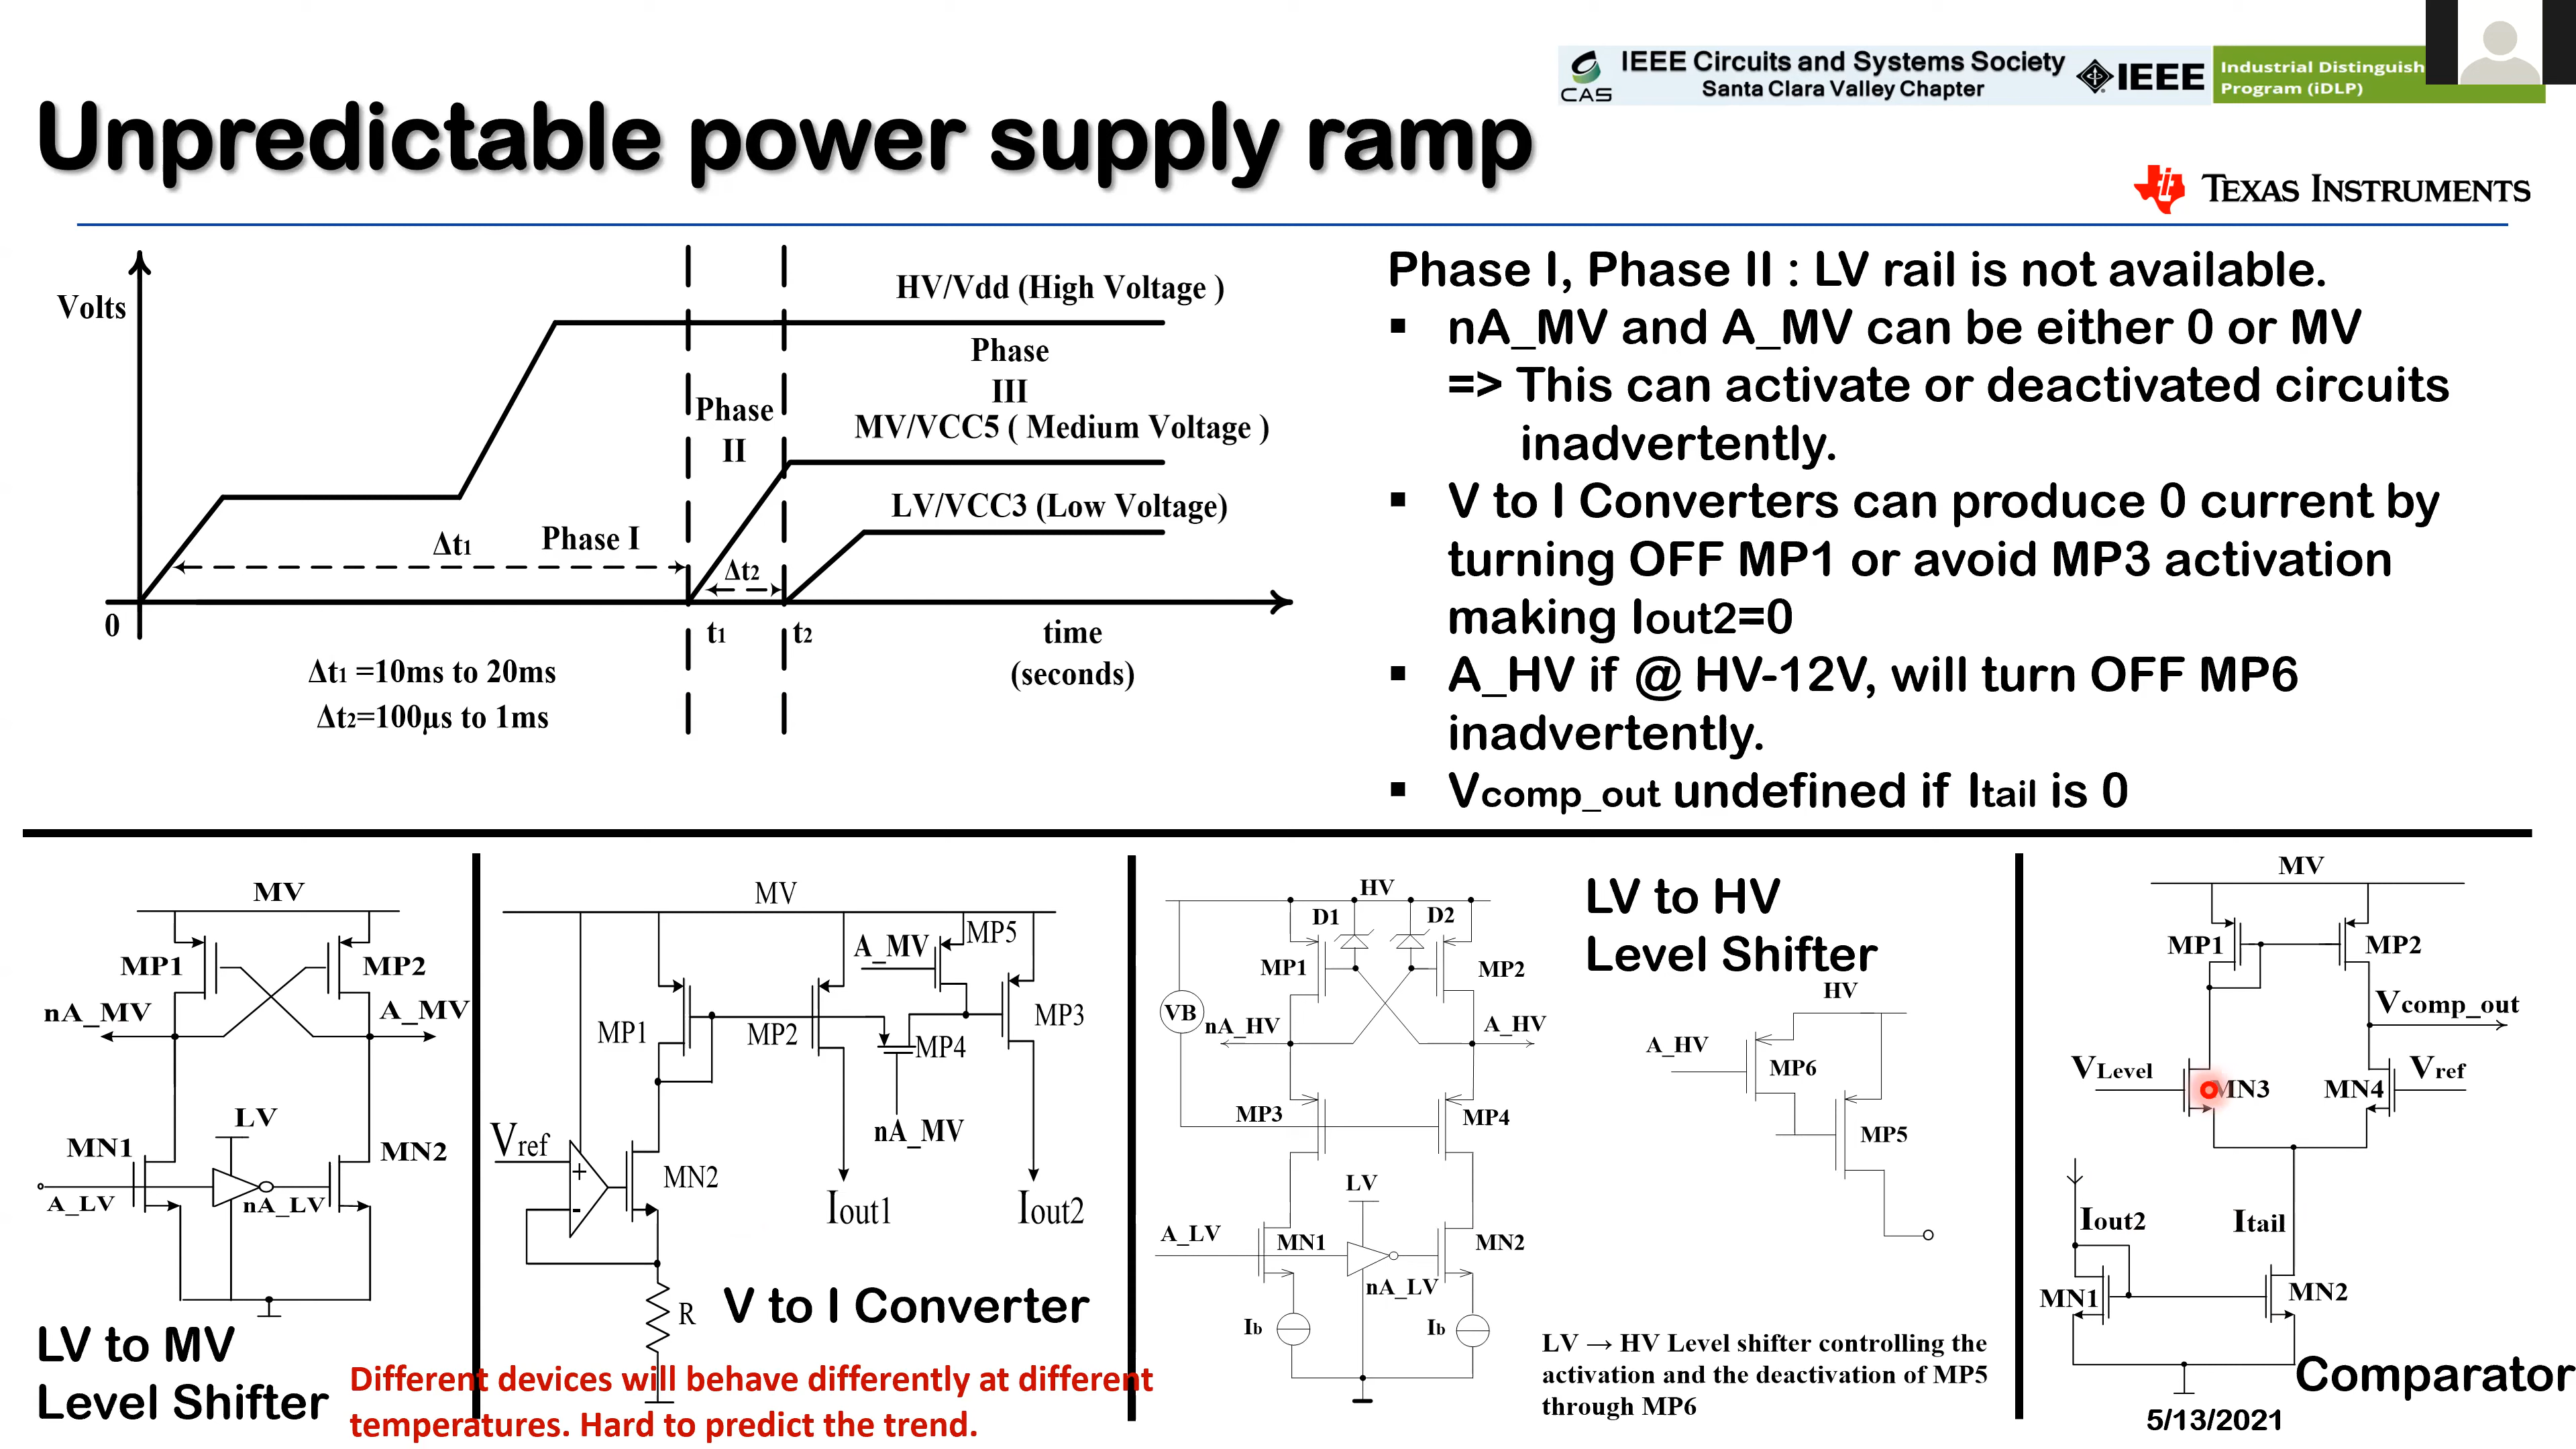 IEEE Circuits and Systems Society
Santa Clara Valley Chapter
CAS
IEEE
Industrial Distinguish
Program (iDLP)
Unpredictable power supply ramp
TEXAS INSTRUMENTS
Volts
HV/Vdd (High Voltage )
Phase
III
Phase
II
MV/VCC5 ( Medium Voltage )
LV/VCC3 (Low Voltage)
Δt1
Phase I
Δt2
0
t1
t2
time
(seconds)
Δt1 =10ms to 20ms
Δt2=100μs to 1ms
Phase I, Phase II : LV rail is not available.
▪ nA_MV and A_MV can be either 0 or MV
=> This can activate or deactivated circuits
inadvertently.
▪ V to I Converters can produce 0 current by
turning OFF MP1 or avoid MP3 activation
making Iout2=0
▪ A_HV if @ HV-12V, will turn OFF MP6
inadvertently.
▪ Vcomp_out undefined if Itail is 0
MV
MP1
MP2
nA_MV
A_MV
LV
MN1
MN2
A_LV
nA_LV
LV to MV
Level Shifter
MV
A_MV
MP5
MP1
MP2
MP4
MP3
nA_MV
Vref
+
-
MN2
Iout1
Iout2
R
V to I Converter
Different devices will behave differently at different
temperatures. Hard to predict the trend.
HV
D1
D2
MP1
MP2
VB
nA_HV
A_HV
MP3
MP4
LV
A_LV
MN1
MN2
nA_LV
Ib
Ib
LV to HV
Level Shifter
HV
A_HV
MP6
MP5
LV → HV Level shifter controlling the
activation and the deactivation of MP5
through MP6
MV
MP1
MP2
Vcomp_out
VLevel
Vref
MN3
MN4
Iout2
Itail
MN1
MN2
Comparator
5/13/2021